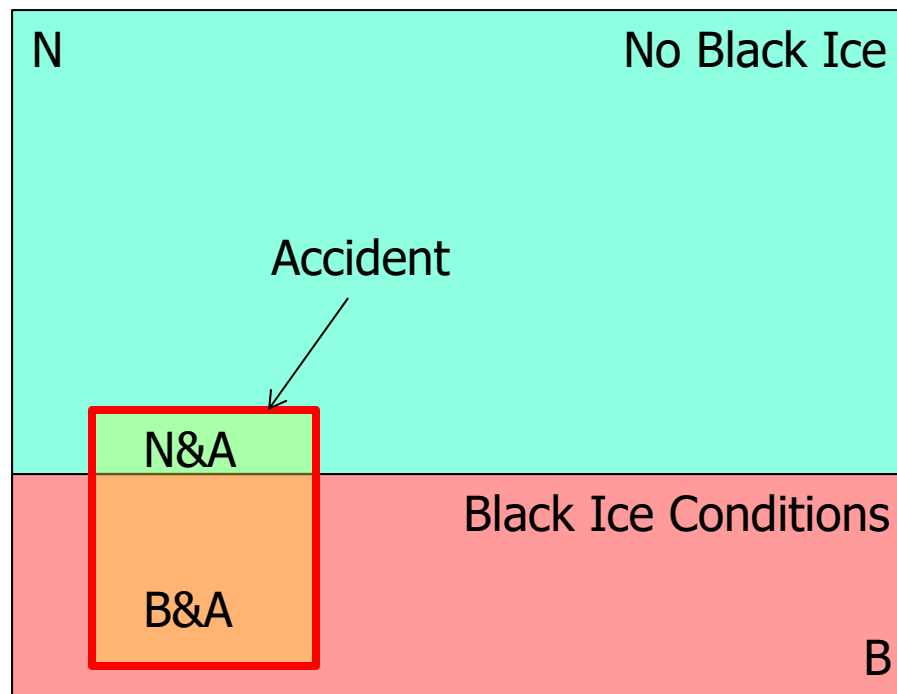 N
No Black Ice
Accident
N&A
Black Ice Conditions
B&A
B